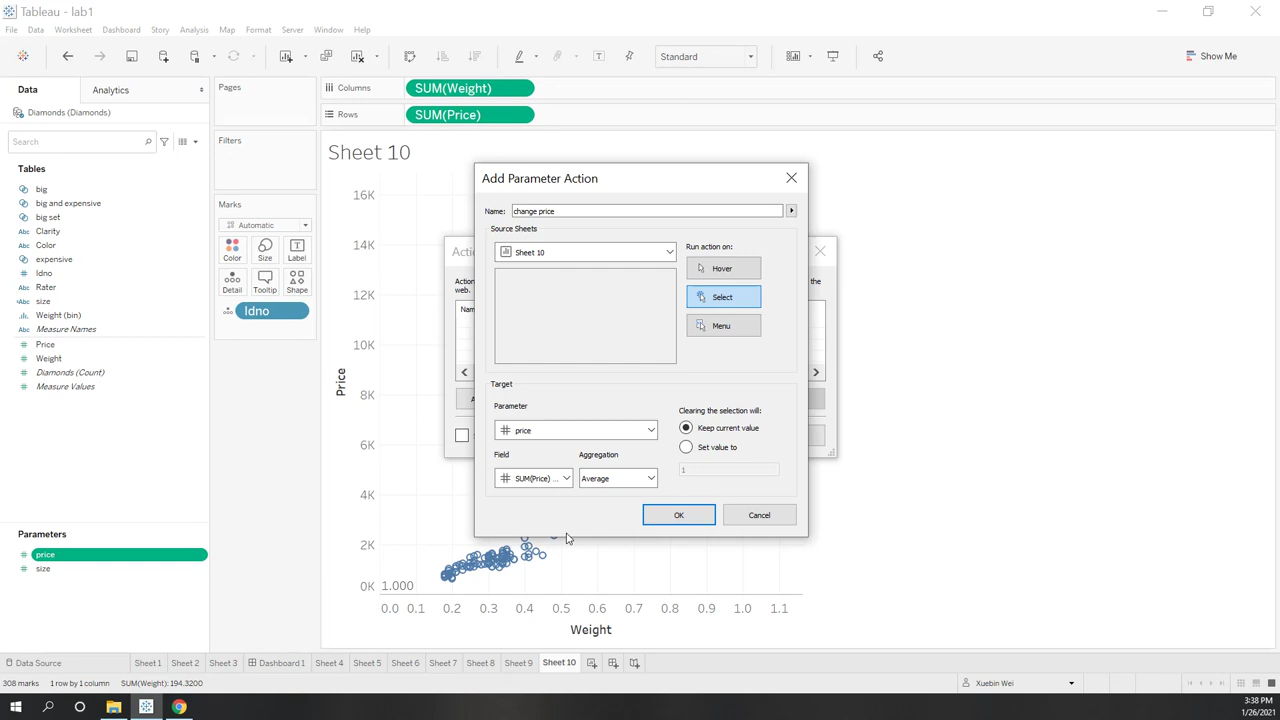 Tableau - lab1
File Data Worksheet Dashboard Story Analysis Map Format Server Window Help
Standard
Show Me
Data
Analytics
Diamonds (Diamonds)
Search
Tables
big
big and expensive
big set
Clarity
Color
expensive
Idno
Rater
size
Weight (bin)
Abc Measure Names
Price
Weight
Diamonds (Count)
Measure Values
Parameters
price
size
Pages
Filters
Marks
Automatic
Color
Size
Label
Detail
Tooltip
Shape
Idno
Columns
SUM(Weight)
Rows
SUM(Price)
Sheet 10
16K
14K
12K
10K
8K
6K
4K
2K
0K
Price
1.000
0.0 0.1 0.2 0.3 0.4 0.5 0.6 0.7 0.8 0.9 1.0 1.1
Weight
web.
the
Add Parameter Action
Name:
change price
Source Sheets
Sheet 10
Run action on:
Hover
Select
Menu
Target
Parameter
price
Field
SUM(Price) ...
Aggregation
Average
Clearing the selection will:
Keep current value
Set value to
1
OK
Cancel
Data Source
Sheet 1
Sheet 2
Sheet 3
Dashboard 1
Sheet 4
Sheet 5
Sheet 6
Sheet 7
Sheet 8
Sheet 9
Sheet 10
308 marks
1 row by 1 column
SUM(Weight): 194.3200
Xuebin Wei
3:38 PM
1/26/2021